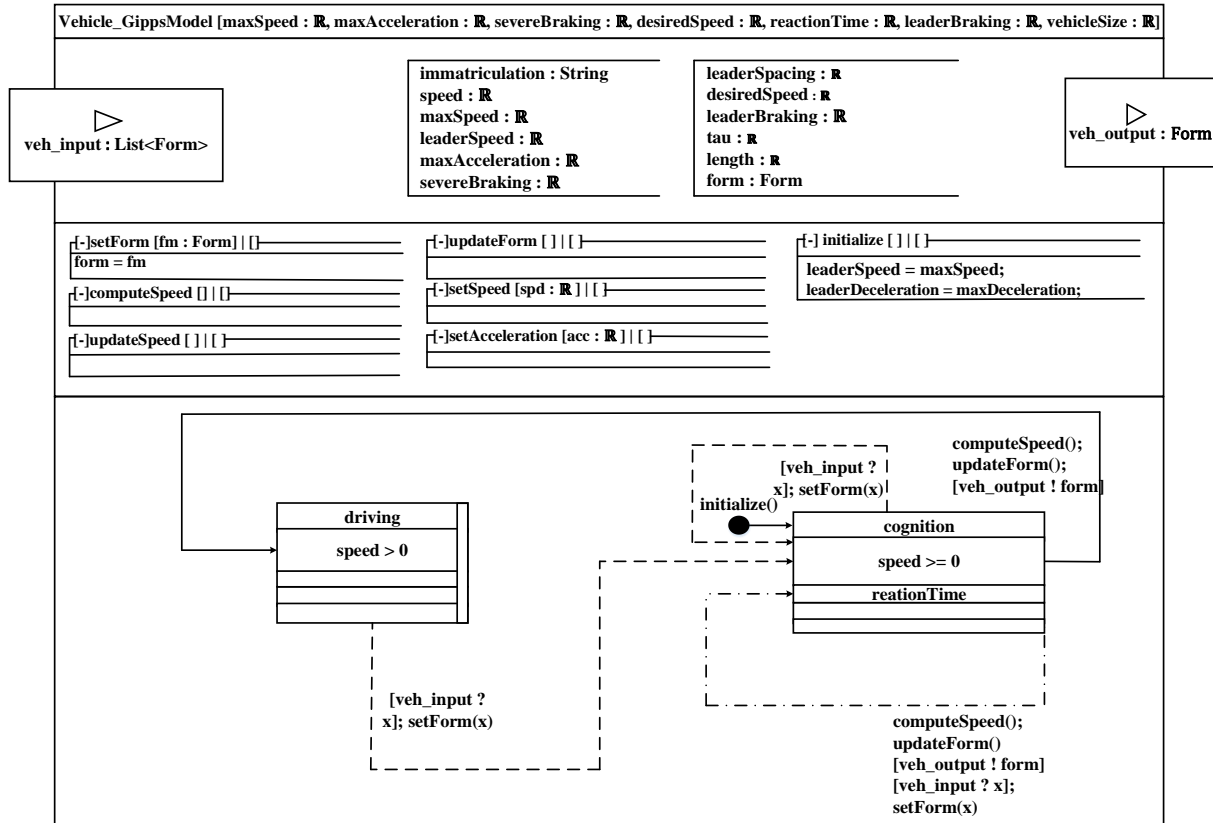 Vehicle_GippsModel [maxSpeed : ℝ, maxAcceleration : ℝ, severeBraking : ℝ, desiredSpeed : ℝ, reactionTime : ℝ, leaderBraking : ℝ, vehicleSize : ℝ]
veh_input : List<Form>
immatriculation : String
speed : ℝ
maxSpeed : ℝ
leaderSpeed : ℝ
maxAcceleration : ℝ
severeBraking : ℝ
leaderSpacing : ℝ
desiredSpeed : ℝ
leaderBraking : ℝ
tau : ℝ
length : ℝ
form : Form
veh_output : Form
[-]setForm [fm : Form] | []
form = fm
[-]computeSpeed [] | []
[-]updateSpeed [ ] | [ ]
[-]updateForm [ ] | [ ]
[-]setSpeed [spd : ℝ ] | [ ]
[-]setAcceleration [acc : ℝ ] | [ ]
[-] initialize [ ] | [ ]
leaderSpeed = maxSpeed;
leaderDeceleration = maxDeceleration;
computeSpeed();
updateForm();
[veh_output ! form]
[veh_input ?
x]; setForm(x)
initialize()
driving
speed > 0
cognition
speed >= 0
reationTime
[veh_input ?
x]; setForm(x)
computeSpeed();
updateForm()
[veh_output ! form]
[veh_input ? x];
setForm(x)